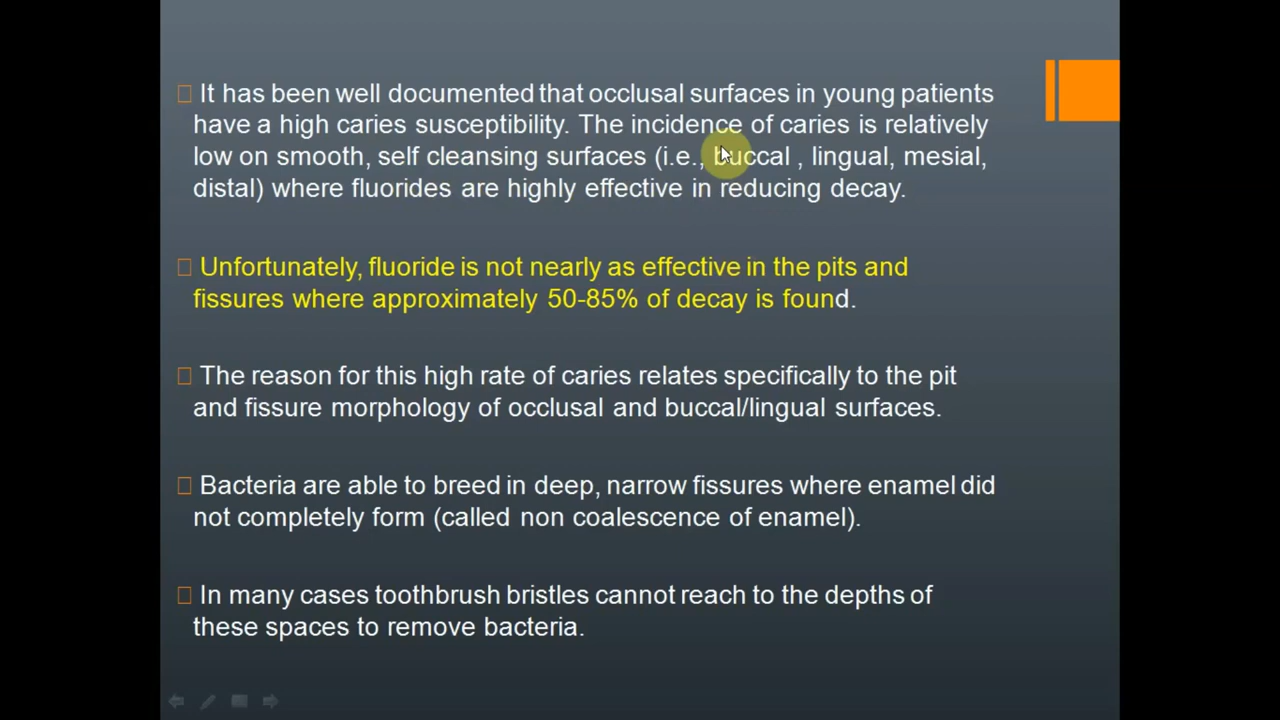 It has been well documented that occlusal surfaces in young patients
have a high caries susceptibility. The incidence of caries is relatively
low on smooth, self cleansing surfaces (i.e., buccal , lingual, mesial,
distal) where fluorides are highly effective in reducing decay.
Unfortunately, fluoride is not nearly as effective in the pits and
fissures where approximately 50-85% of decay is found.
The reason for this high rate of caries relates specifically to the pit
and fissure morphology of occlusal and buccal/lingual surfaces.
Bacteria are able to breed in deep, narrow fissures where enamel did
not completely form (called non coalescence of enamel).
In many cases toothbrush bristles cannot reach to the depths of
these spaces to remove bacteria.